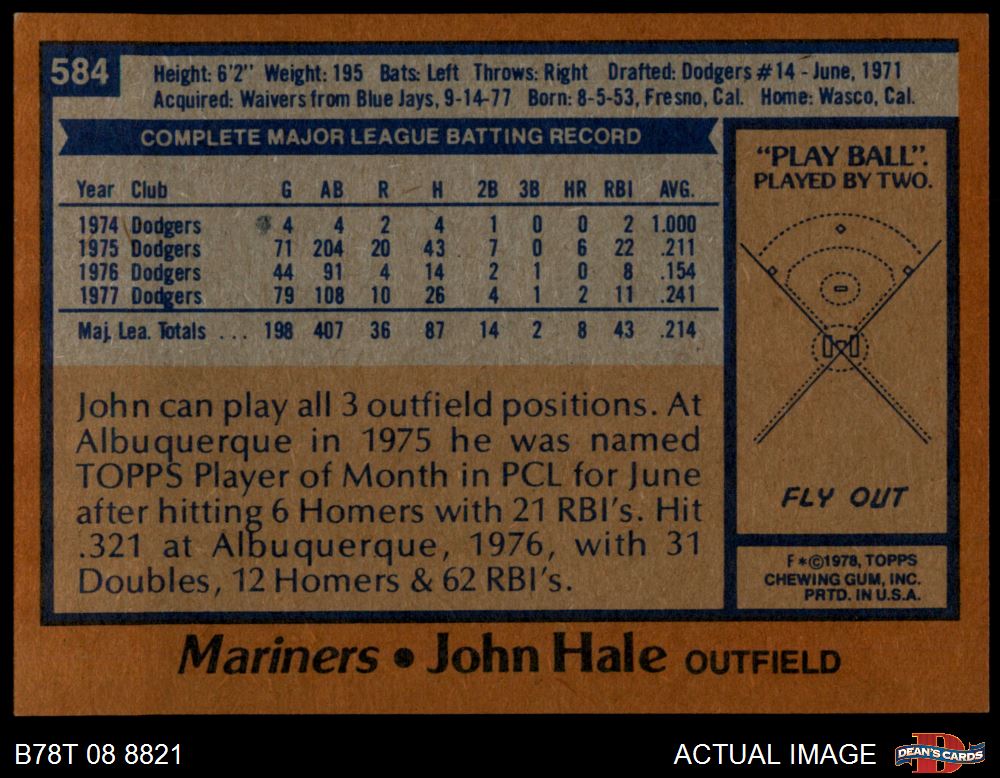 584
Height: 6'2" Weight: 195 Bats: Left Throws: Right Drafted: Dodgers #14 - June, 1971
Acquired: Waivers from Blue Jays, 9-14-77 Born: 8-5-53, Fresno, Cal. Home: Wasco, Cal.
COMPLETE MAJOR LEAGUE BATTING RECORD
Year Club G AB R H 2B 3B HR RBI AVG.
1974 Dodgers 4 4 2 4 1 0 0 2 1.000
1975 Dodgers 71 204 20 43 7 0 6 22 .211
1976 Dodgers 44 91 4 14 2 1 0 8 .154
1977 Dodgers 79 108 10 26 4 1 2 11 .241
Maj. Lea. Totals . . . 198 407 36 87 14 2 8 43 .214
John can play all 3 outfield positions. At
Albuquerque in 1975 he was named
TOPPS Player of Month in PCL for June
after hitting 6 Homers with 21 RBI's. Hit
.321 at Albuquerque, 1976, with 31
Doubles, 12 Homers & 62 RBI's.
"PLAY BALL".
PLAYED BY TWO.
FLY OUT
F*©1978, TOPPS
CHEWING GUM, INC.
PRTD. IN U.S.A.
Mariners • John Hale OUTFIELD
B78T 08 8821
ACTUAL IMAGE
D
DEAN'S CARDS